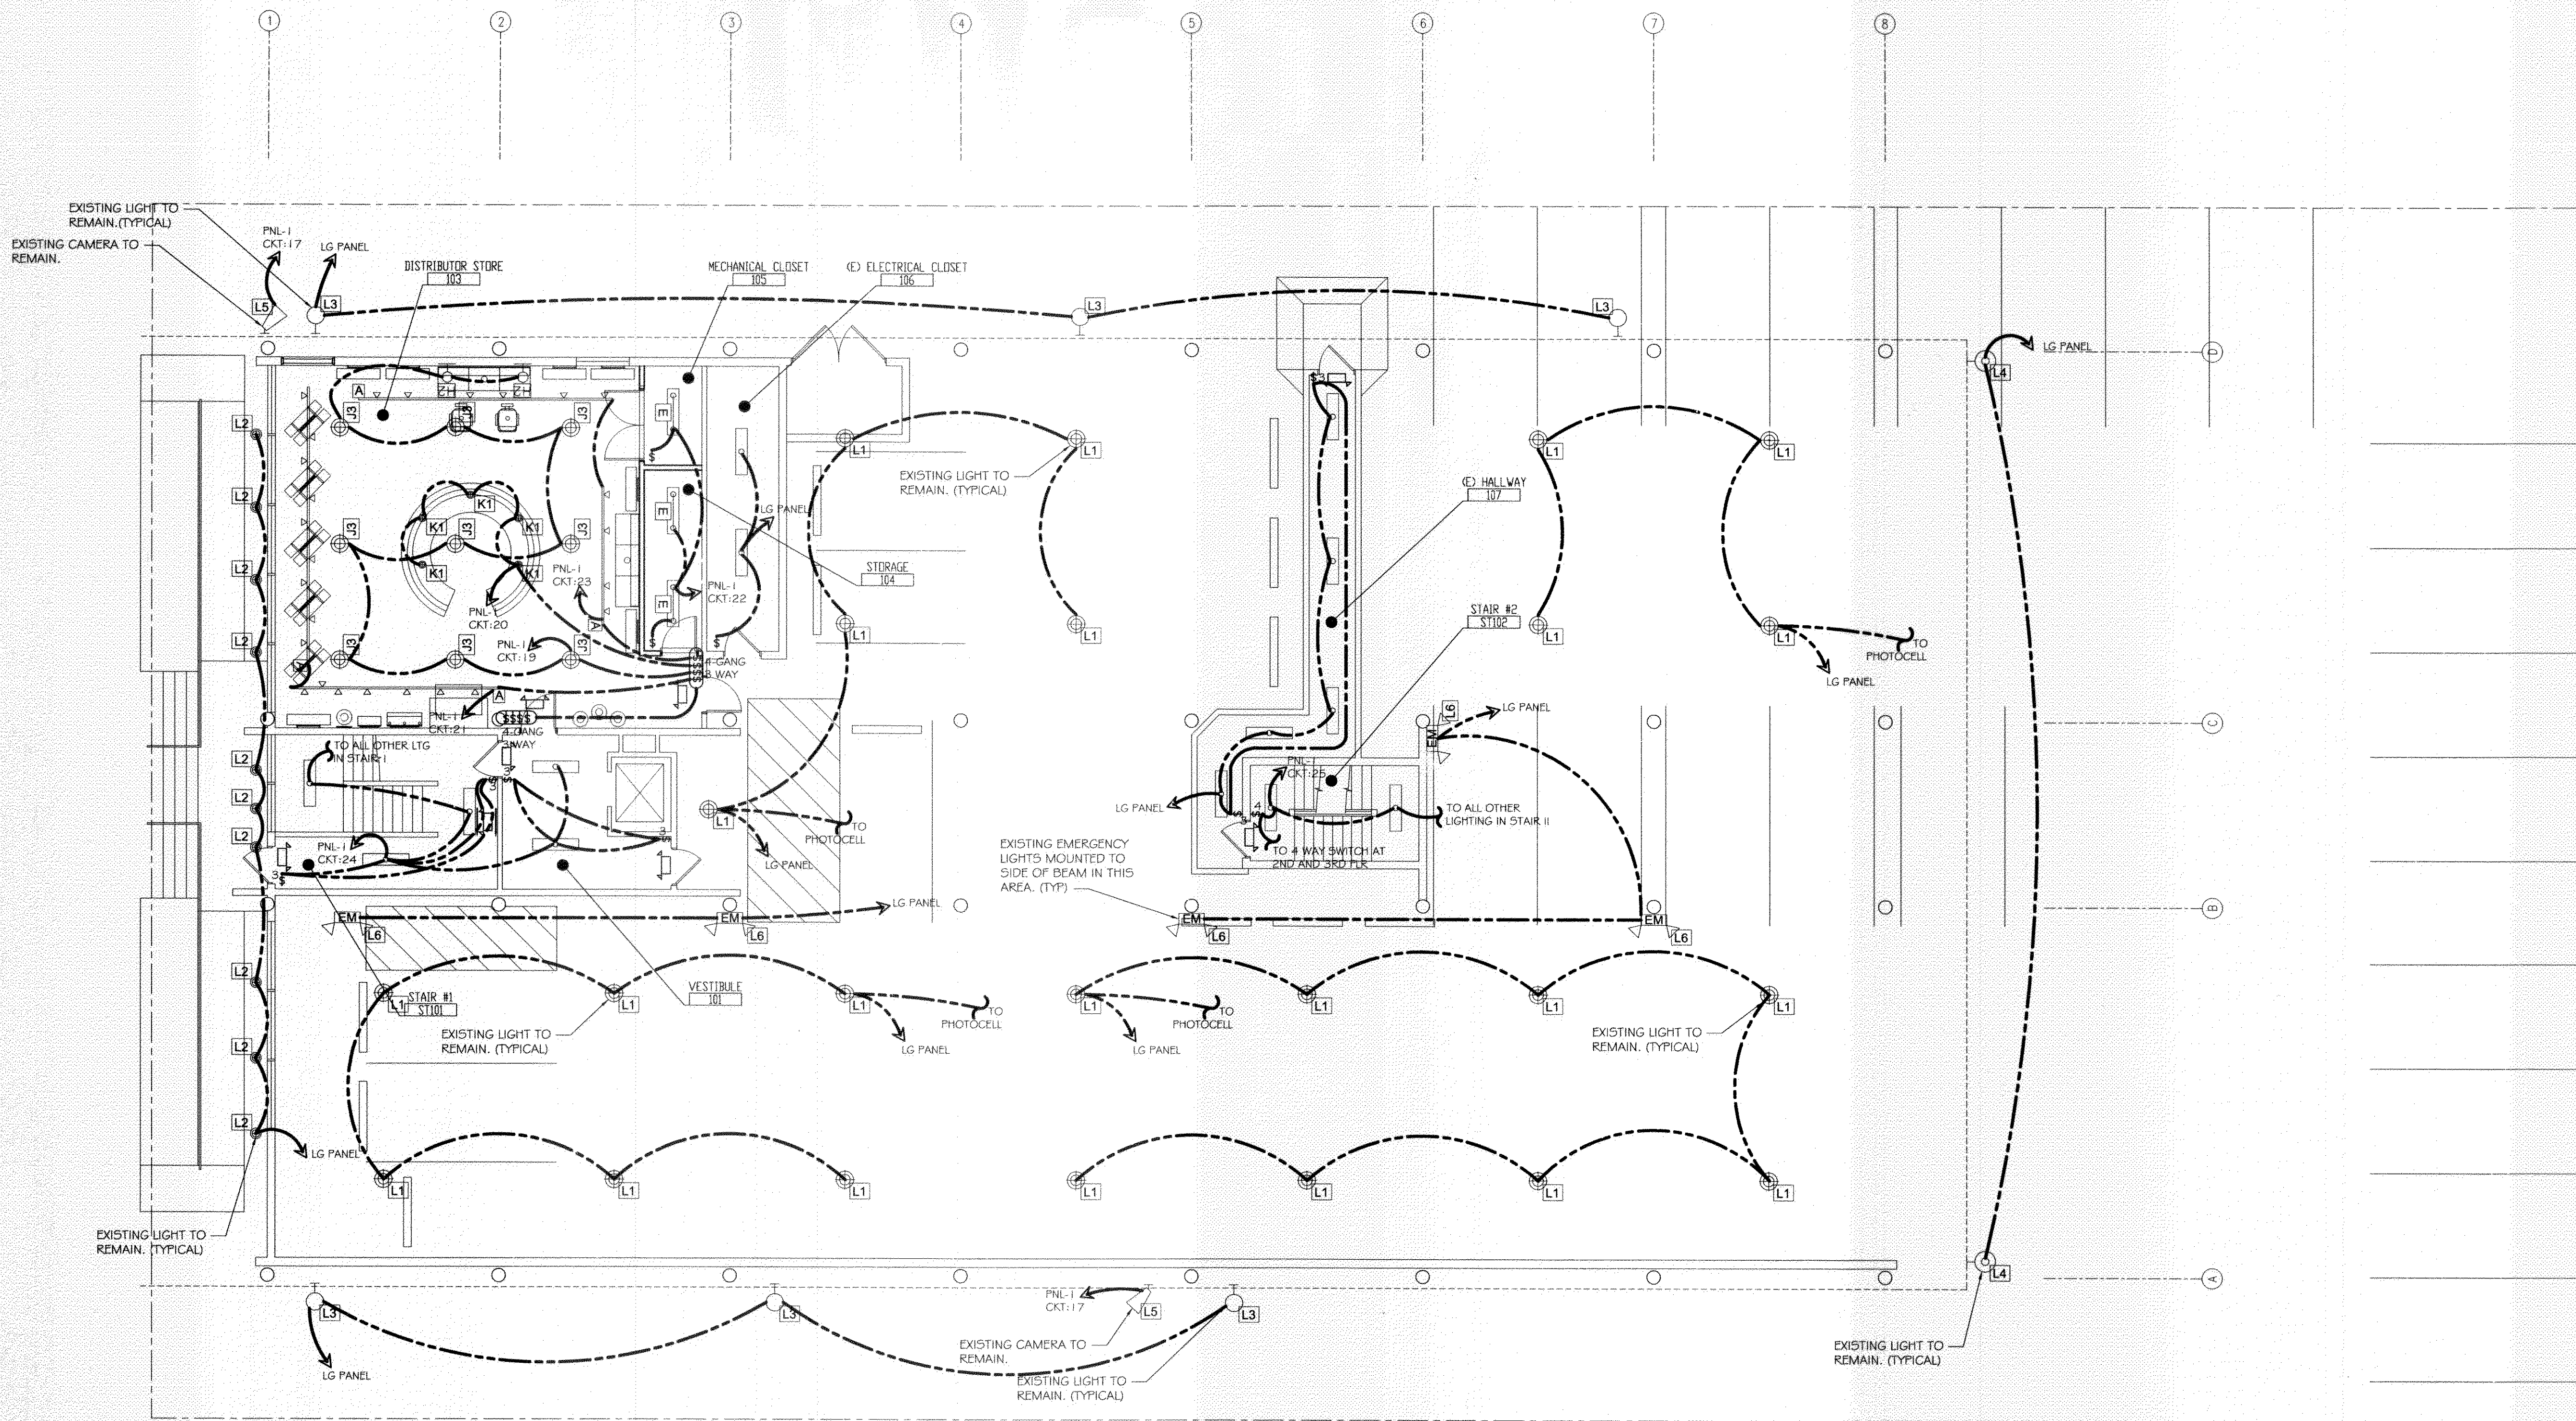 1
2
3
4
5
6
7
8
EXISTING LIGHT TO
REMAIN.(TYPICAL)
EXISTING CAMERA TO
REMAIN.
PNL-1
CKT:17
LG PANEL
L5
L3
DISTRIBUTOR STORE
103
MECHANICAL CLOSET
105
(E) ELECTRICAL CLOSET
106
L3
L3
LG PANEL
D
L4
A
H2
H2
J3
J3
J3
E
$
$3
L2
L2
L2
L2
L1
L1
L1
L1
EXISTING LIGHT TO
REMAIN. (TYPICAL)
(E) HALLWAY
107
K1
K1
K1
K1
K1
J3
J3
J3
E
LG PANEL
STORAGE
104
PNL-1
CKT:23
PNL-1
CKT:22
PNL-1
CKT:20
E
A
$
STAIR #2
ST102
L1
L1
L1
L1
J3
J3
J3
PNL-1
CKT:19
4-GANG
3 WAY
TO
PHOTOCELL
LG PANEL
A
PNL-1
CKT:21
$$$$
4-GANG
3 WAY
L6
LG PANEL
EM
C
TO ALL OTHER LTG
IN STAIR I
L2
L2
L2
3
$
$
3
3
$
PNL-1
CKT:24
3
$
L1
TO
PHOTOCELL
LG PANEL
PNL-1
CKT:25
LG PANEL
$
3
4
$
TO ALL OTHER
LIGHTING IN STAIR II
TO 4 WAY SWITCH AT
2ND AND 3RD FLR
EXISTING EMERGENCY
LIGHTS MOUNTED TO
SIDE OF BEAM IN THIS
AREA. (TYP)
LG PANEL
B
EM
L6
EM
L6
EM
L6
EM
L6
L2
L2
L2
STAIR #1
ST101
VESTIBULE
101
L1
L1
L1
L1
L1
L1
L1
EXISTING LIGHT TO
REMAIN. (TYPICAL)
TO
PHOTOCELL
LG PANEL
TO
PHOTOCELL
LG PANEL
EXISTING LIGHT TO
REMAIN. (TYPICAL)
LG PANEL
L1
L1
L1
L1
L1
L1
L1
EXISTING LIGHT TO
REMAIN. (TYPICAL)
L4
A
L3
L3
PNL-1
CKT:17
L5
L3
EXISTING CAMERA TO
REMAIN.
EXISTING LIGHT TO
REMAIN. (TYPICAL)
LG PANEL
EXISTING LIGHT TO
REMAIN. (TYPICAL)